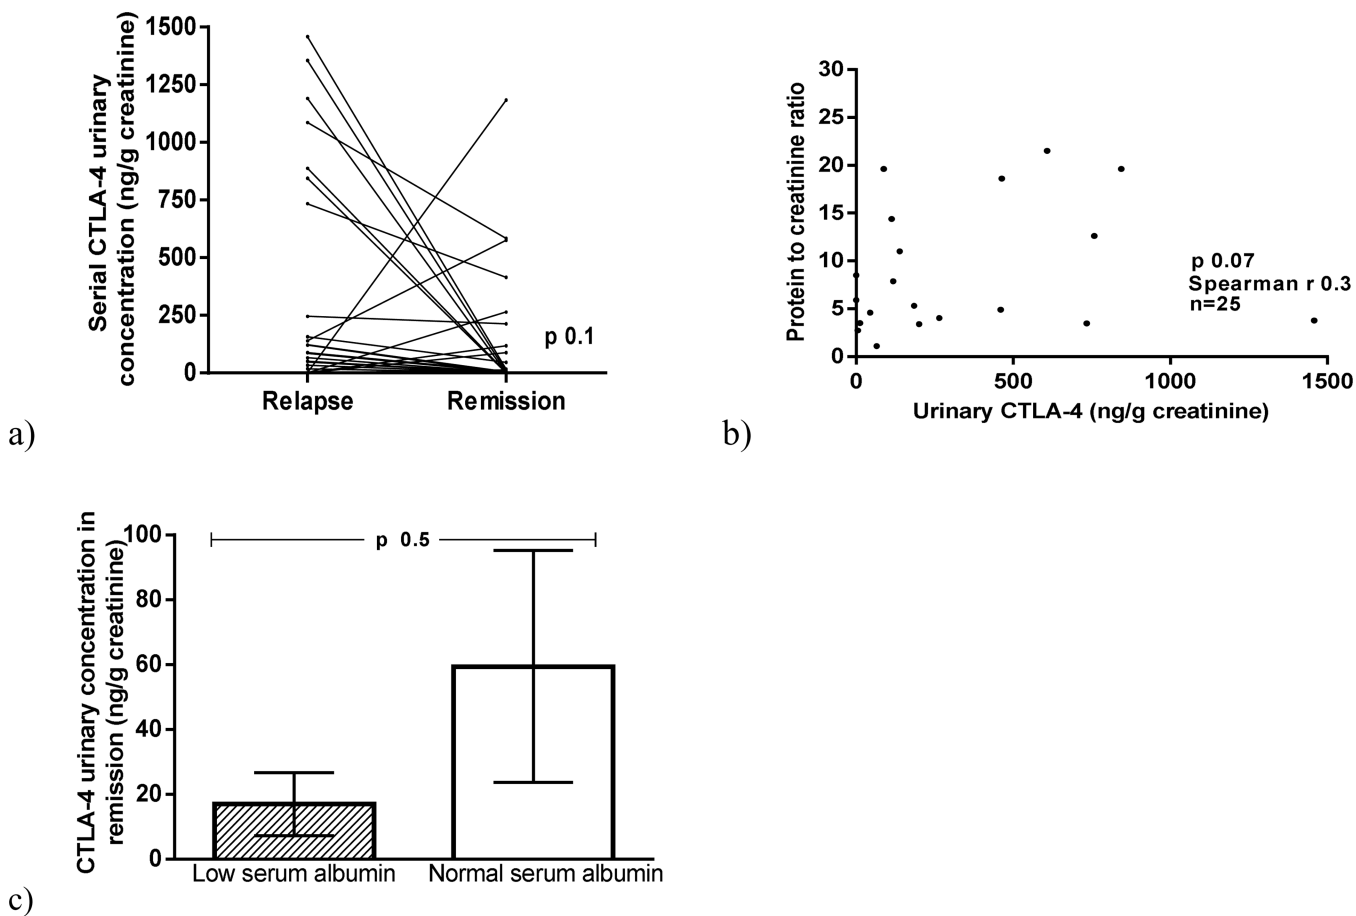 Serial CTLA-4 urinary
concentration (ng/g creatinine)
1500
1250
1000
750
500
250
0
p 0.1
Relapse
Remission
a)
Protein to creatinine ratio
30
25
20
15
10
5
0
p 0.07
Spearman r 0.3
n=25
0
500
1000
1500
Urinary CTLA-4 (ng/g creatinine)
b)
CTLA-4 urinary concentration in
remission (ng/g creatinine)
100
80
60
40
20
0
p 0.5
Low serum albumin
Normal serum albumin
c)